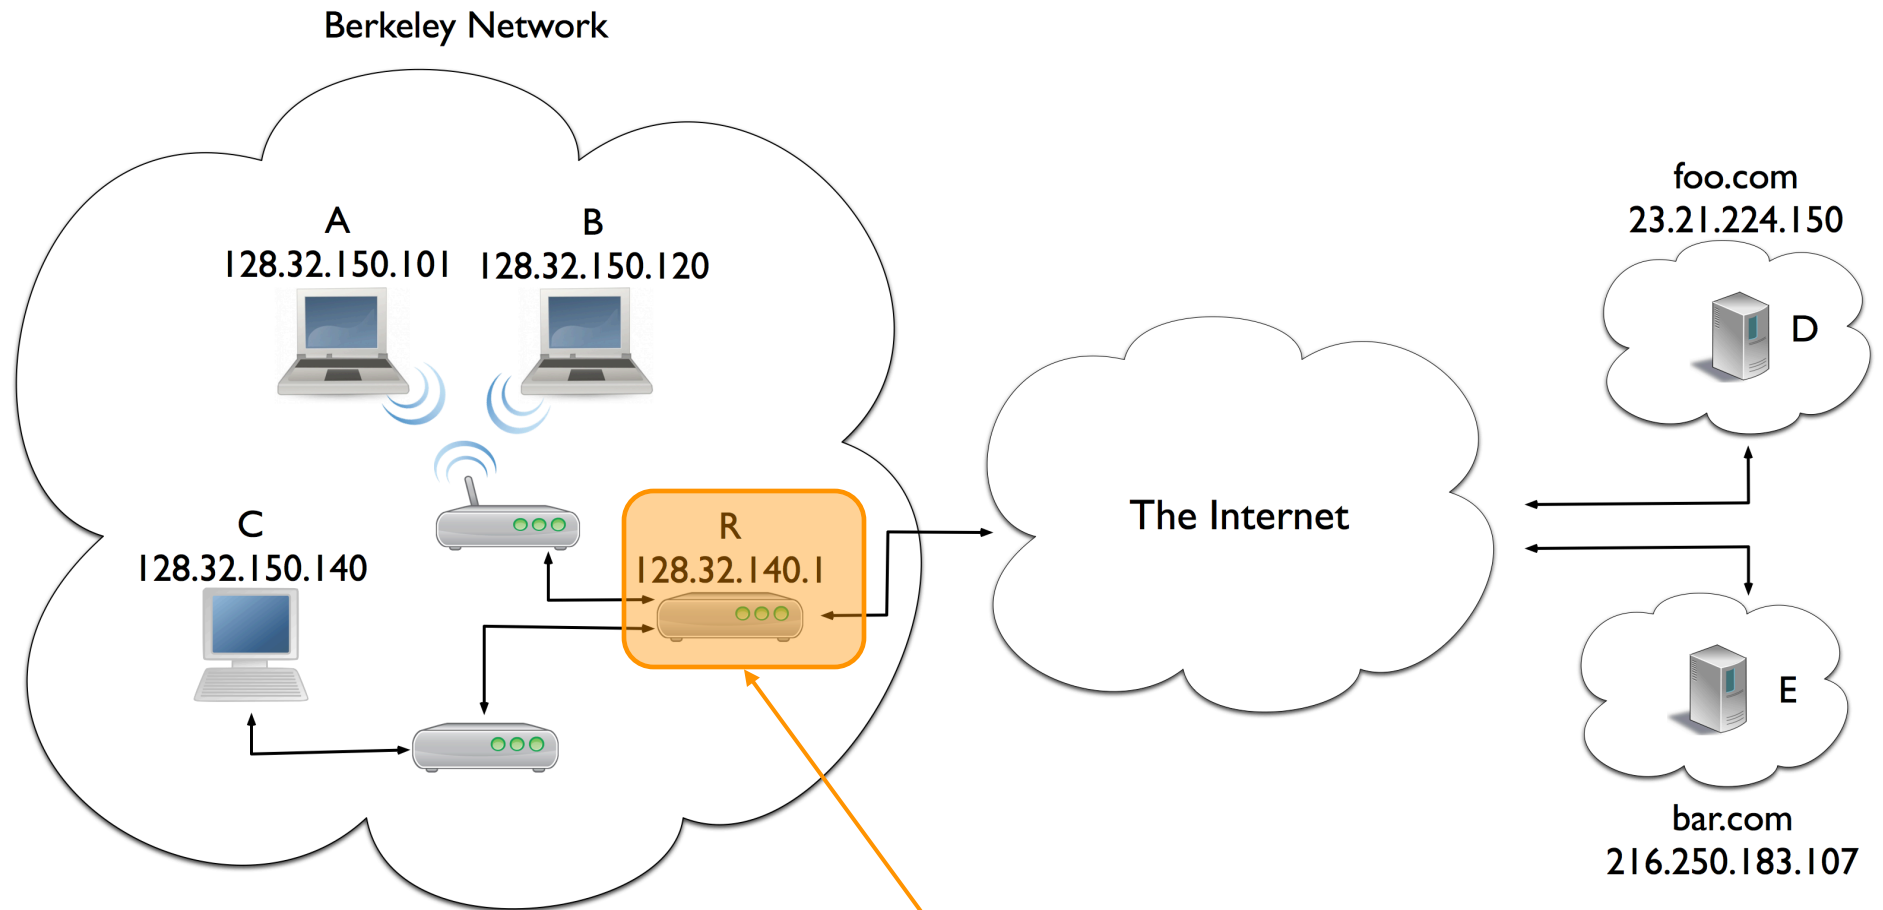 Berkeley Network
A
128.32.150.101
B
128.32.150.120
C
128.32.150.140
R
128.32.140.1
The Internet
foo.com
23.21.224.150
D
E
bar.com
216.250.183.107